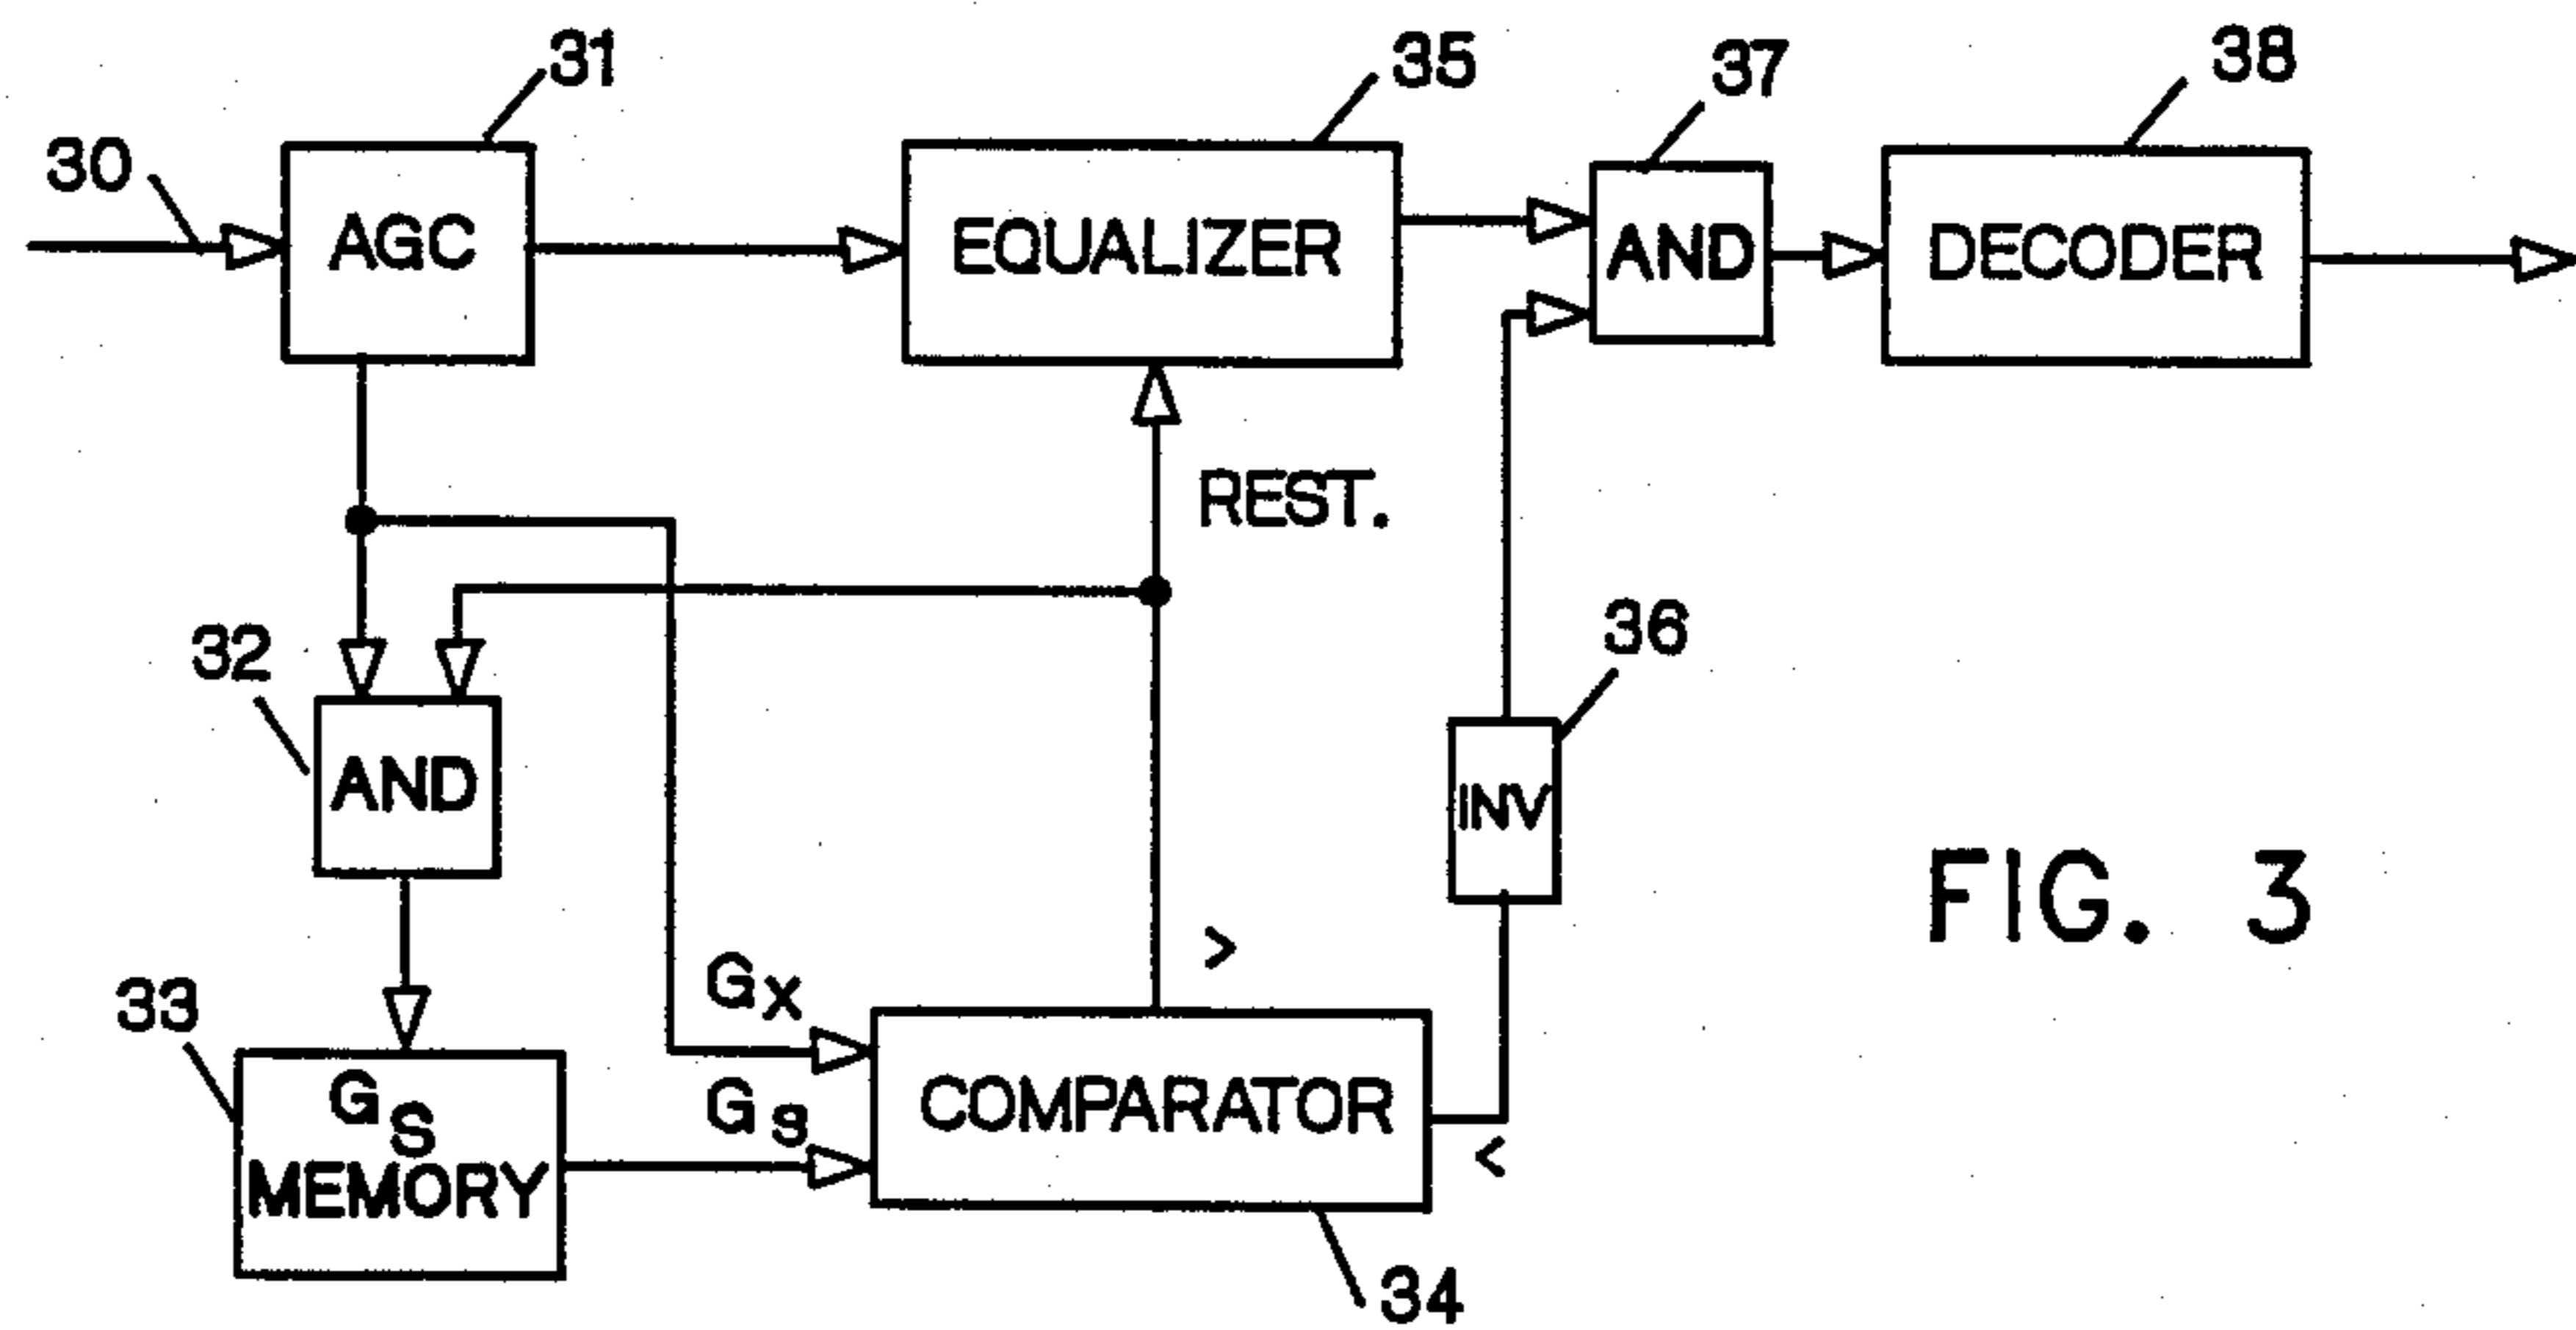 31
35
37
38
30
AGC
EQUALIZER
AND
DECODER
REST.
32
36
AND
INV
FIG. 3
33
GX
>
GS
MEMORY
GS
COMPARATOR
<
34